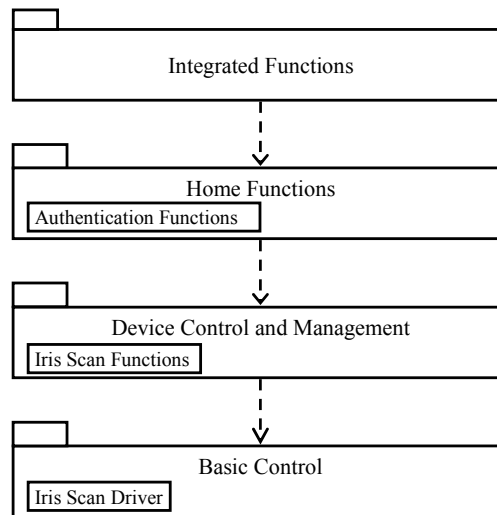 Integrated Functions
Home Functions
Authentication Functions
Device Control and Management
Iris Scan Functions
Basic Control
Iris Scan Driver